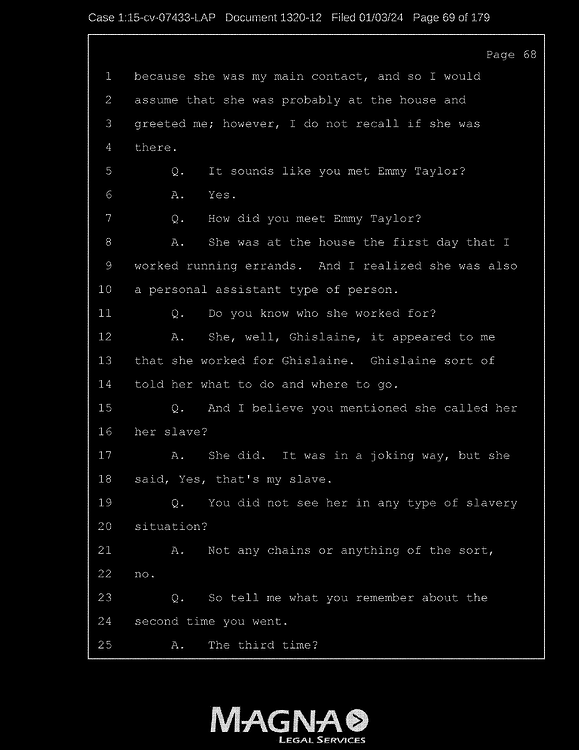 Case 1:15-cv-07433-LAP Document 1320-12 Filed 01/03/24 Page 69 of 179
Page 68
1 because she was my main contact, and so I would
2 assume that she was probably at the house and
3 greeted me; however, I do not recall if she was
4 there.
5 Q. It sounds like you met Emmy Taylor?
6 A. Yes.
7 Q. How did you meet Emmy Taylor?
8 A. She was at the house the first day that I
9 worked running errands. And I realized she was also
10 a personal assistant type of person.
11 Q. Do you know who she worked for?
12 A. She, well, Ghislaine, it appeared to me
13 that she worked for Ghislaine. Ghislaine sort of
14 told her what to do and where to go.
15 Q. And I believe you mentioned she called her
16 her slave?
17 A. She did. It was in a joking way, but she
18 said, Yes, that's my slave.
19 Q. You did not see her in any type of slavery
20 situation?
21 A. Not any chains or anything of the sort,
22 no.
23 Q. So tell me what you remember about the
24 second time you went.
25 A. The third time?
MAGNA
LEGAL SERVICES